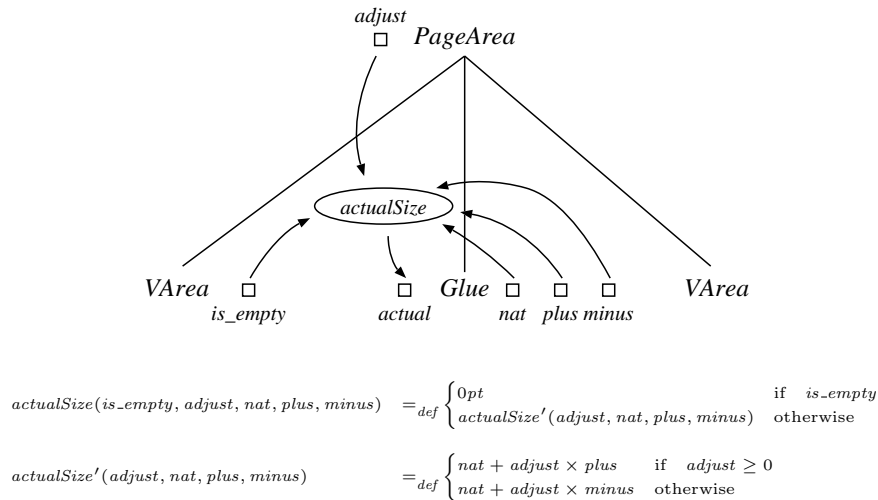 adjust
PageArea
actualSize
VArea is_empty actual Glue nat plus minus VArea
actualSize(is_empty, adjust, nat, plus, minus) =def { 0pt if is_empty
actualSize′(adjust, nat, plus, minus) otherwise
actualSize′(adjust, nat, plus, minus) =def { nat + adjust × plus if adjust ≥ 0
nat + adjust × minus otherwise